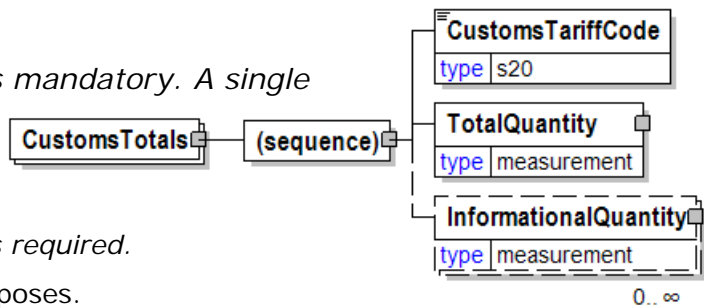 CustomsTariffCode
type s20
s mandatory. A single
CustomsTotals (sequence) TotalQuantity
type measurement
InformationalQuantity
s required.
type measurement
poses.
0.. ∞